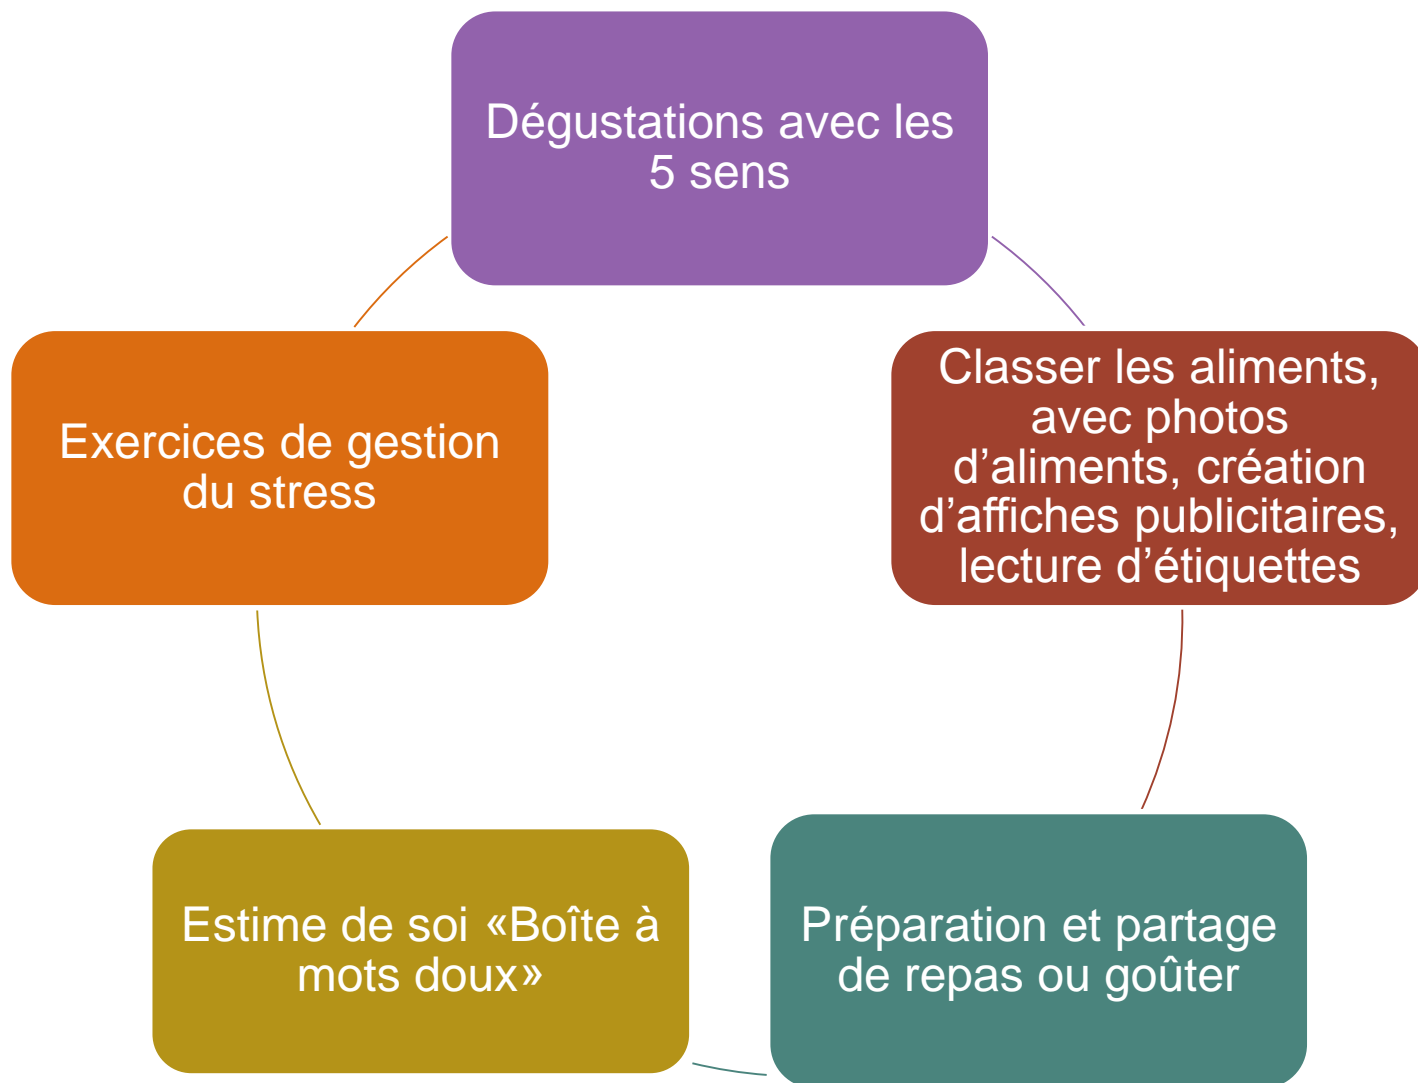 Dégustations avec les
5 sens
Classer les aliments,
avec photos
d’aliments, création
d’affiches publicitaires,
lecture d’étiquettes
Préparation et partage
de repas ou goûter
Estime de soi «Boîte à
mots doux»
Exercices de gestion
du stress